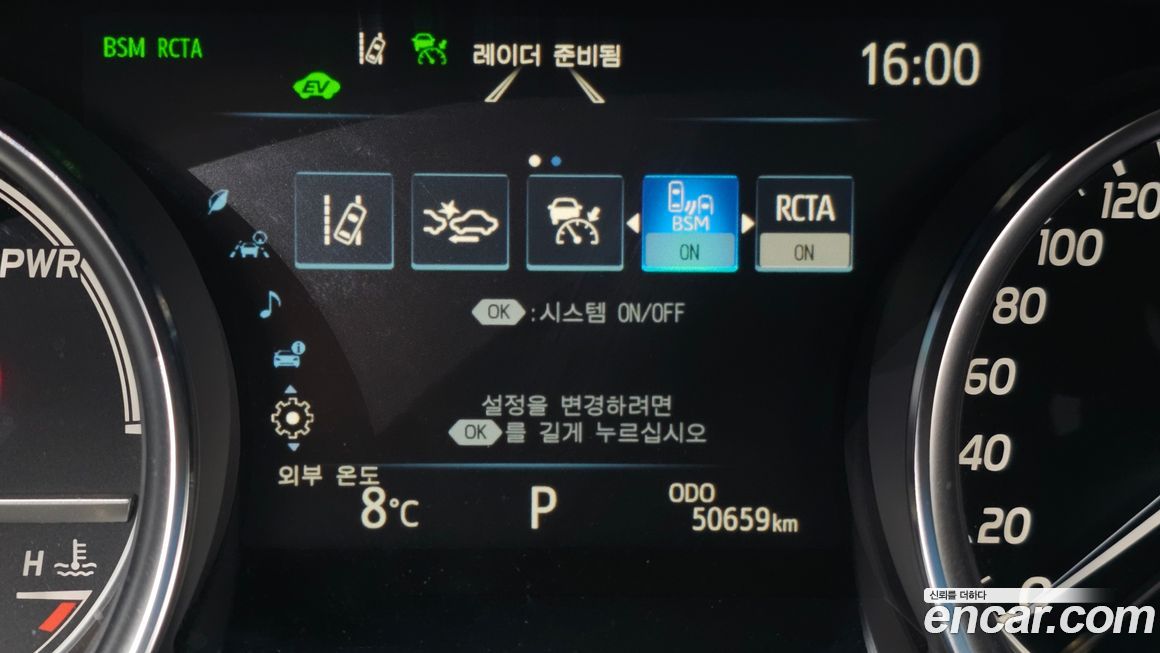 BSM RCTA
레이더 준비됨
16:00
EV
PWR
BSM
ON
RCTA
ON
OK :시스템 ON/OFF
설정을 변경하려면
OK 를 길게 누르십시오
외부 온도
8°C
P
ODO
50659km
H
120
100
80
60
40
20
0
신뢰를 더하다
encar.com